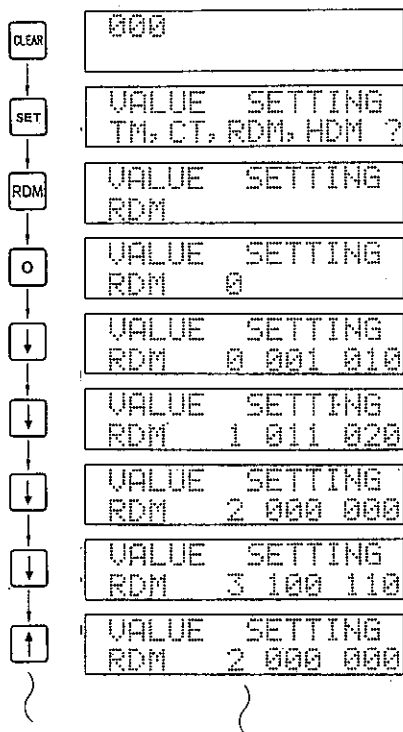 CLEAR
000
SET
VALUE SETTING
TM, CT, RDM, HDM ?
RDM
VALUE SETTING
RDM
0
VALUE SETTING
RDM 0
↓
VALUE SETTING
RDM 0 001 010
↓
VALUE SETTING
RDM 1 011 020
↓
VALUE SETTING
RDM 2 000 000
↓
VALUE SETTING
RDM 3 100 110
↑
VALUE SETTING
RDM 2 000 000